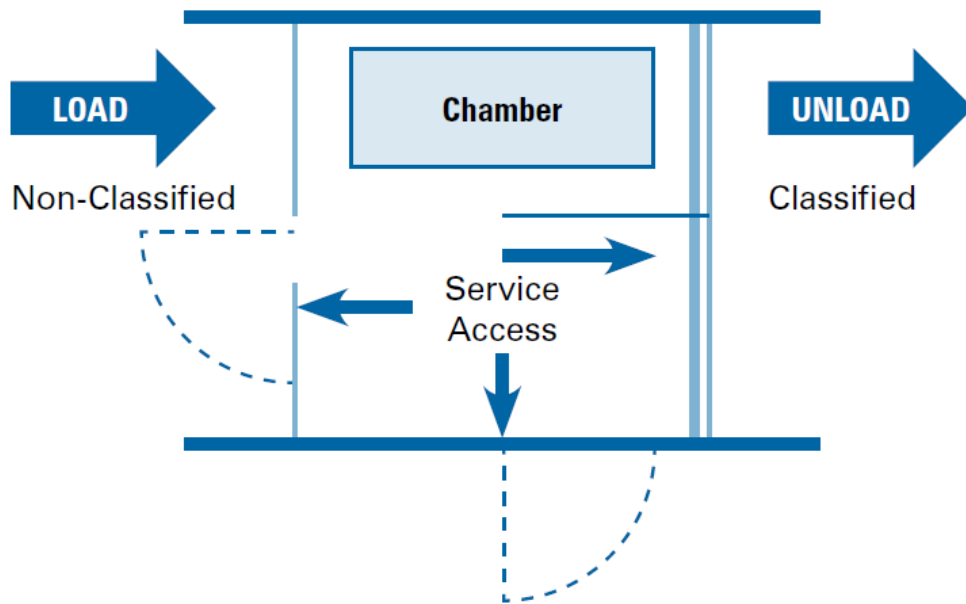 LOAD
Chamber
UNLOAD
Non-Classified
Classified
Service
Access